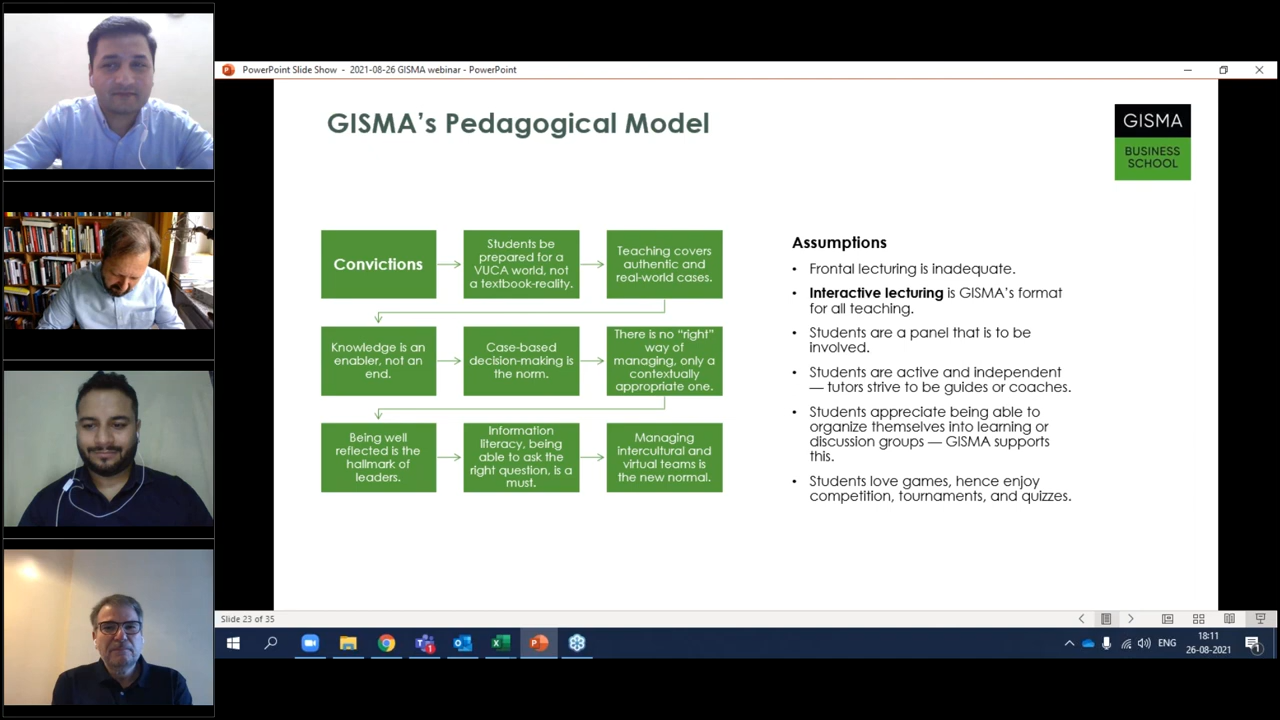 PowerPoint Slide Show - 2021-08-26 GISMA webinar - PowerPoint
GISMA's Pedagogical Model
GISMA
BUSINESS
SCHOOL
Convictions
Students be
prepared for a
VUCA world, not
a textbook-reality.
Teaching covers
authentic and
real-world cases.
Knowledge is an
enabler, not an
end.
Case-based
decision-making is
the norm.
There is no “right”
way of
managing, only a
contextually
appropriate one.
Being well
reflected is the
hallmark of
leaders.
Information
literacy, being
able to ask the
right question, is a
must.
Managing
intercultural and
virtual teams is
the new normal.
Assumptions
• Frontal lecturing is inadequate.
• Interactive lecturing is GISMA's format
for all teaching.
• Students are a panel that is to be
involved.
• Students are active and independent
— tutors strive to be guides or coaches.
• Students appreciate being able to
organize themselves into learning or
discussion groups — GISMA supports
this.
• Students love games, hence enjoy
competition, tournaments, and quizzes.
Slide 23 of 35
ENG
18:11
26-08-2021